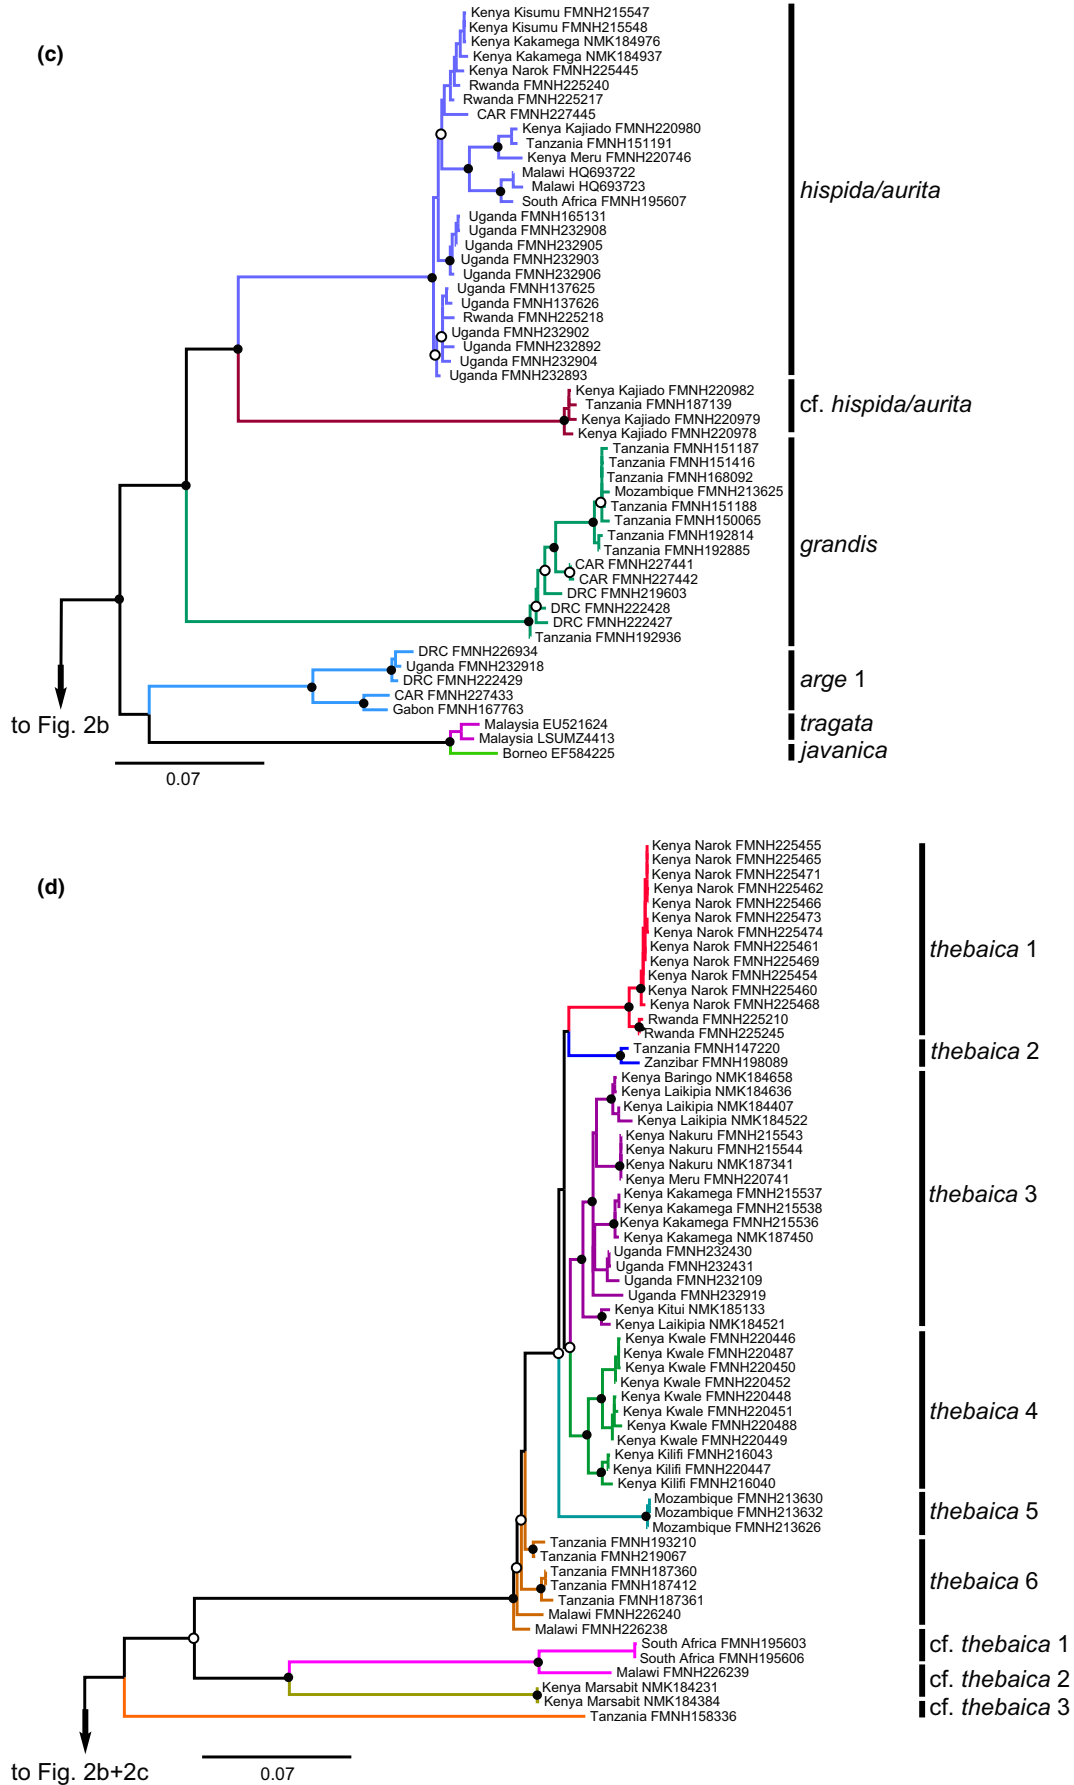 (c)
Kenya Kisumu FMNH215547
Kenya Kisumu FMNH215548
Kenya Kakamega NMK184976
Kenya Kakamega NMK184937
Kenya Narok FMNH225445
Rwanda FMNH225240
Rwanda FMNH225217
CAR FMNH227445
Kenya Kajiado FMNH220980
Tanzania FMNH151191
Kenya Meru FMNH220746
Malawi HQ693722
Malawi HQ693723
South Africa FMNH195607
Uganda FMNH165131
Uganda FMNH232908
Uganda FMNH232905
Uganda FMNH232903
Uganda FMNH232906
Uganda FMNH137625
Uganda FMNH137626
Rwanda FMNH225218
Uganda FMNH232902
Uganda FMNH232892
Uganda FMNH232904
Uganda FMNH232893
hispida/aurita
Kenya Kajiado FMNH220982
Tanzania FMNH187139
Kenya Kajiado FMNH220979
Kenya Kajiado FMNH220978
cf. hispida/aurita
Tanzania FMNH151187
Tanzania FMNH151416
Tanzania FMNH168092
Mozambique FMNH213625
Tanzania FMNH151188
Tanzania FMNH150065
Tanzania FMNH192814
Tanzania FMNH192885
CAR FMNH227441
CAR FMNH227442
DRC FMNH219603
DRC FMNH222428
DRC FMNH222427
Tanzania FMNH192936
grandis
DRC FMNH226934
Uganda FMNH232918
DRC FMNH222429
CAR FMNH227433
Gabon FMNH167763
arge 1
Malaysia EU521624
Malaysia LSUMZ4413
tragata
Borneo EF584225
javanica
to Fig. 2b
0.07
(d)
Kenya Narok FMNH225455
Kenya Narok FMNH225465
Kenya Narok FMNH225471
Kenya Narok FMNH225462
Kenya Narok FMNH225466
Kenya Narok FMNH225473
Kenya Narok FMNH225474
Kenya Narok FMNH225461
Kenya Narok FMNH225469
Kenya Narok FMNH225454
Kenya Narok FMNH225460
Kenya Narok FMNH225468
Rwanda FMNH225210
Rwanda FMNH225245
thebaica 1
Tanzania FMNH147220
Zanzibar FMNH198089
thebaica 2
Kenya Baringo NMK184658
Kenya Laikipia NMK184636
Kenya Laikipia NMK184407
Kenya Laikipia NMK184522
Kenya Nakuru FMNH215543
Kenya Nakuru FMNH215544
Kenya Nakuru NMK187341
Kenya Meru FMNH220741
Kenya Kakamega FMNH215537
Kenya Kakamega FMNH215538
Kenya Kakamega FMNH215536
Kenya Kakamega NMK187450
Uganda FMNH232430
Uganda FMNH232431
Uganda FMNH232109
Uganda FMNH232919
Kenya Kitui NMK185133
Kenya Laikipia NMK184521
thebaica 3
Kenya Kwale FMNH220446
Kenya Kwale FMNH220487
Kenya Kwale FMNH220450
Kenya Kwale FMNH220452
Kenya Kwale FMNH220448
Kenya Kwale FMNH220451
Kenya Kwale FMNH220488
Kenya Kwale FMNH220449
Kenya Kilifi FMNH216043
Kenya Kilifi FMNH220447
Kenya Kilifi FMNH216040
thebaica 4
Mozambique FMNH213630
Mozambique FMNH213632
Mozambique FMNH213626
thebaica 5
Tanzania FMNH193210
Tanzania FMNH219067
Tanzania FMNH187360
Tanzania FMNH187412
Tanzania FMNH187361
Malawi FMNH226240
Malawi FMNH226238
thebaica 6
South Africa FMNH195603
South Africa FMNH195606
Malawi FMNH226239
cf. thebaica 1
Kenya Marsabit NMK184231
Kenya Marsabit NMK184384
cf. thebaica 2
Tanzania FMNH158336
cf. thebaica 3
to Fig. 2b+2c
0.07